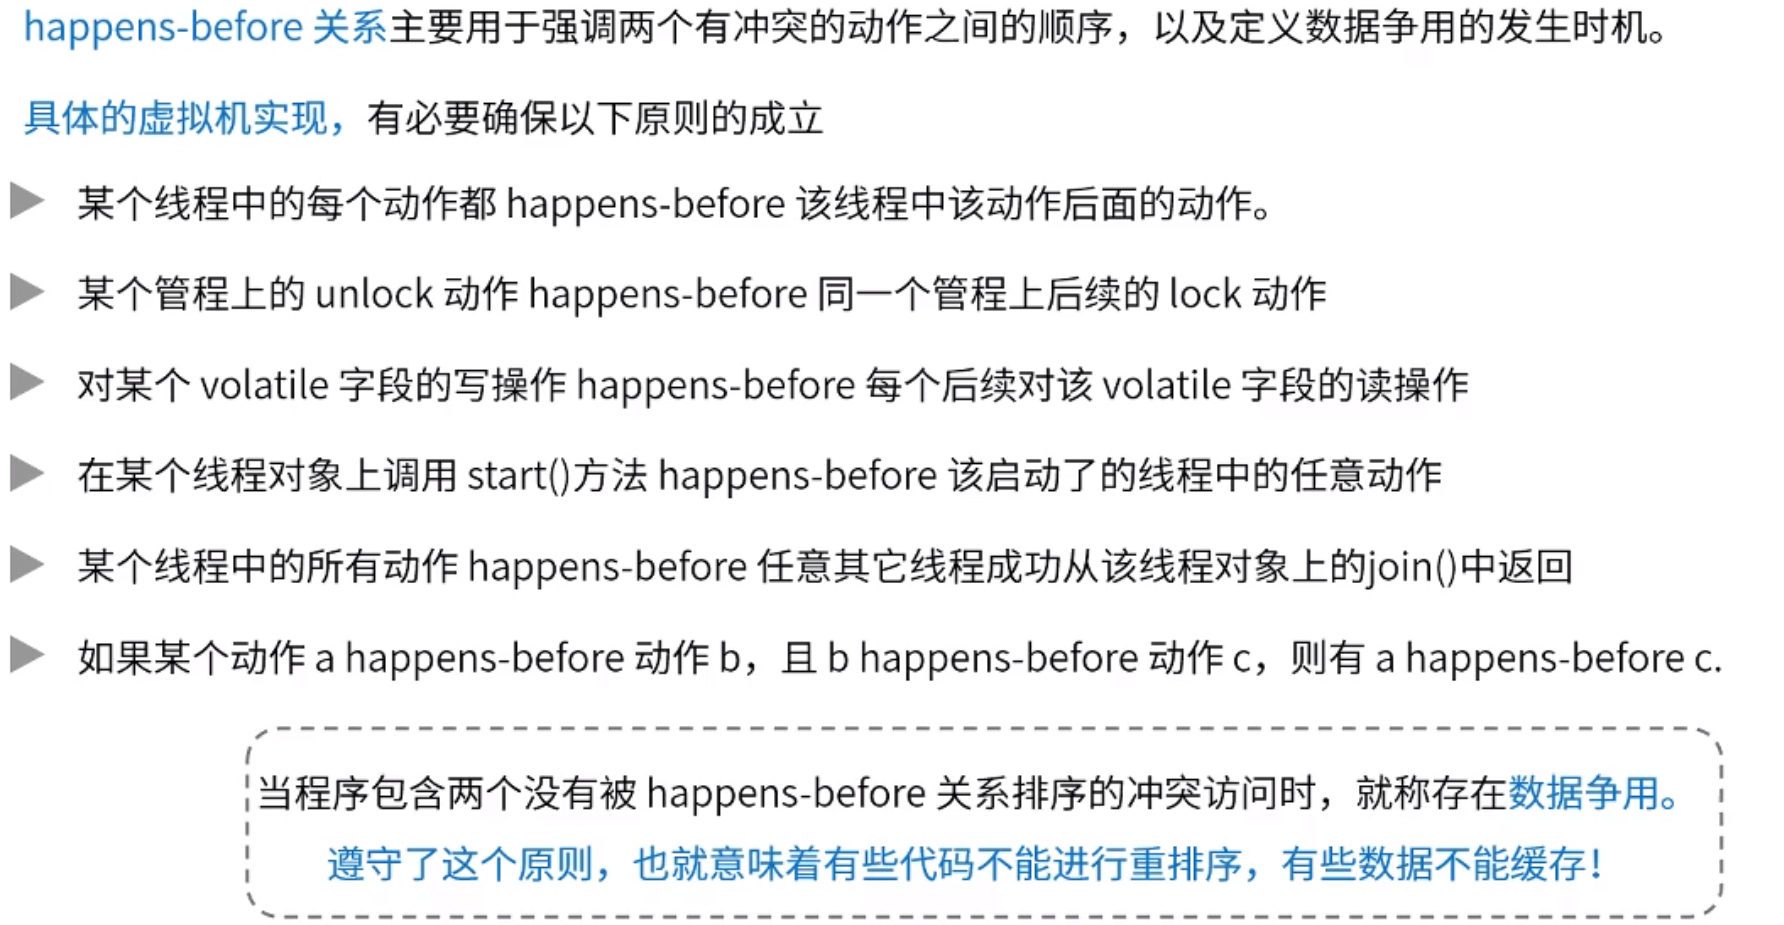 happens-before 关系主要用于强调两个有冲突的动作之间的顺序，以及定义数据争用的发生时机。
具体的虚拟机实现，有必要确保以下原则的成立
某个线程中的每个动作都 happens-before 该线程中该动作后面的动作。
某个管程上的 unlock 动作 happens-before 同一个管程上后续的 lock 动作
对某个 volatile 字段的写操作 happens-before 每个后续对该 volatile 字段的读操作
在某个线程对象上调用 start()方法 happens-before 该启动了的线程中的任意动作
某个线程中的所有动作 happens-before 任意其它线程成功从该线程对象上的join()中返回
如果某个动作 a happens-before 动作 b，且 b happens-before 动作 c，则有 a happens-before c.
当程序包含两个没有被 happens-before 关系排序的冲突访问时，就称存在数据争用。
遵守了这个原则，也就意味着有些代码不能进行重排序，有些数据不能缓存！